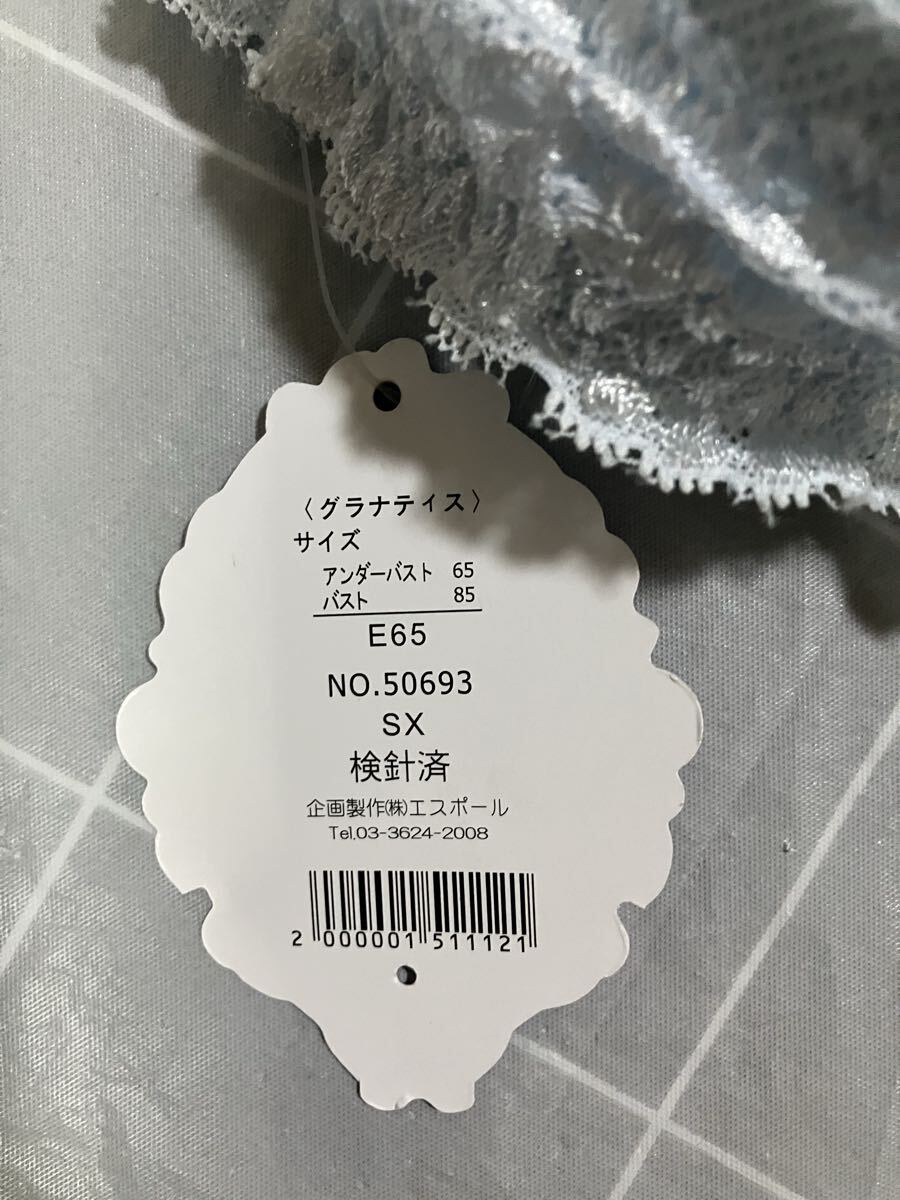 〈グラナティス〉
サイズ
アンダーバスト 65
バスト 85
E65
NO.50693
SX
検針済
企画製作㈱エスポール
Tel.03-3624-2008
2 000001 511121